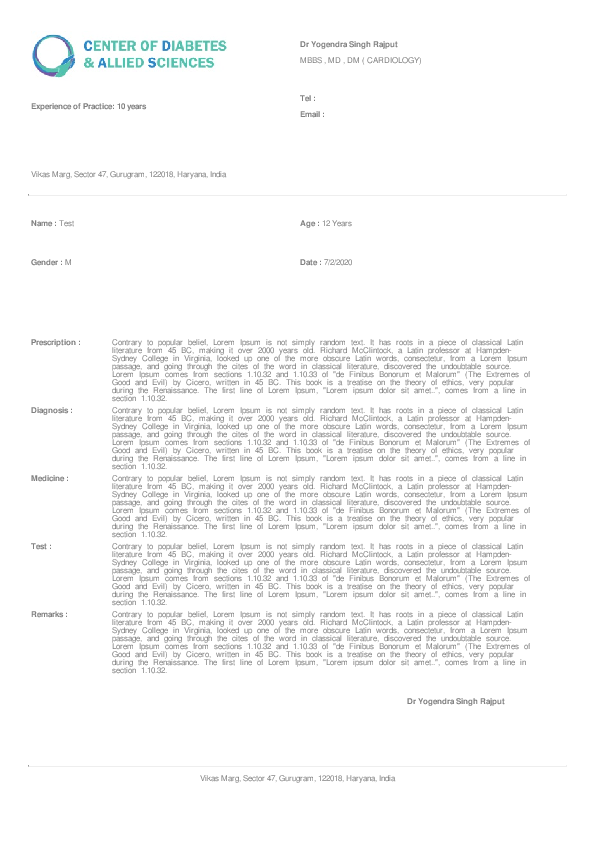 CENTER OF DIABETES
& ALLIED SCIENCES
Dr Yogendra Singh Rajput
MBBS , MD , DM ( CARDIOLOGY)
Tel :
Email :
Experience of Practice: 10 years
Vikas Marg, Sector 47, Gurugram, 122018, Haryana, India
Name : Test
Age : 12 Years
Gender : M
Date : 7/2/2020
Prescription : Contrary to popular belief, Lorem Ipsum is not simply random text. It has roots in a piece of classical Latin
literature from 45 BC, making it over 2000 years old. Richard McClintock, a Latin professor at Hampden-
Sydney College in Virginia, looked up one of the more obscure Latin words, consectetur, from a Lorem Ipsum
passage, and going through the cites of the word in classical literature, discovered the undoubtable source.
Lorem Ipsum comes from sections 1.10.32 and 1.10.33 of "de Finibus Bonorum et Malorum" (The Extremes of
Good and Evil) by Cicero, written in 45 BC. This book is a treatise on the theory of ethics, very popular
during the Renaissance. The first line of Lorem Ipsum, "Lorem ipsum dolor sit amet..", comes from a line in
section 1.10.32.
Diagnosis : Contrary to popular belief, Lorem Ipsum is not simply random text. It has roots in a piece of classical Latin
literature from 45 BC, making it over 2000 years old. Richard McClintock, a Latin professor at Hampden-
Sydney College in Virginia, looked up one of the more obscure Latin words, consectetur, from a Lorem Ipsum
passage, and going through the cites of the word in classical literature, discovered the undoubtable source.
Lorem Ipsum comes from sections 1.10.32 and 1.10.33 of "de Finibus Bonorum et Malorum" (The Extremes of
Good and Evil) by Cicero, written in 45 BC. This book is a treatise on the theory of ethics, very popular
during the Renaissance. The first line of Lorem Ipsum, "Lorem ipsum dolor sit amet..", comes from a line in
section 1.10.32.
Medicine : Contrary to popular belief, Lorem Ipsum is not simply random text. It has roots in a piece of classical Latin
literature from 45 BC, making it over 2000 years old. Richard McClintock, a Latin professor at Hampden-
Sydney College in Virginia, looked up one of the more obscure Latin words, consectetur, from a Lorem Ipsum
passage, and going through the cites of the word in classical literature, discovered the undoubtable source.
Lorem Ipsum comes from sections 1.10.32 and 1.10.33 of "de Finibus Bonorum et Malorum" (The Extremes of
Good and Evil) by Cicero, written in 45 BC. This book is a treatise on the theory of ethics, very popular
during the Renaissance. The first line of Lorem Ipsum, "Lorem ipsum dolor sit amet..", comes from a line in
section 1.10.32.
Test : Contrary to popular belief, Lorem Ipsum is not simply random text. It has roots in a piece of classical Latin
literature from 45 BC, making it over 2000 years old. Richard McClintock, a Latin professor at Hampden-
Sydney College in Virginia, looked up one of the more obscure Latin words, consectetur, from a Lorem Ipsum
passage, and going through the cites of the word in classical literature, discovered the undoubtable source.
Lorem Ipsum comes from sections 1.10.32 and 1.10.33 of "de Finibus Bonorum et Malorum" (The Extremes of
Good and Evil) by Cicero, written in 45 BC. This book is a treatise on the theory of ethics, very popular
during the Renaissance. The first line of Lorem Ipsum, "Lorem ipsum dolor sit amet..", comes from a line in
section 1.10.32.
Remarks : Contrary to popular belief, Lorem Ipsum is not simply random text. It has roots in a piece of classical Latin
literature from 45 BC, making it over 2000 years old. Richard McClintock, a Latin professor at Hampden-
Sydney College in Virginia, looked up one of the more obscure Latin words, consectetur, from a Lorem Ipsum
passage, and going through the cites of the word in classical literature, discovered the undoubtable source.
Lorem Ipsum comes from sections 1.10.32 and 1.10.33 of "de Finibus Bonorum et Malorum" (The Extremes of
Good and Evil) by Cicero, written in 45 BC. This book is a treatise on the theory of ethics, very popular
during the Renaissance. The first line of Lorem Ipsum, "Lorem ipsum dolor sit amet..", comes from a line in
section 1.10.32.
Dr Yogendra Singh Rajput
Vikas Marg, Sector 47, Gurugram, 122018, Haryana, India